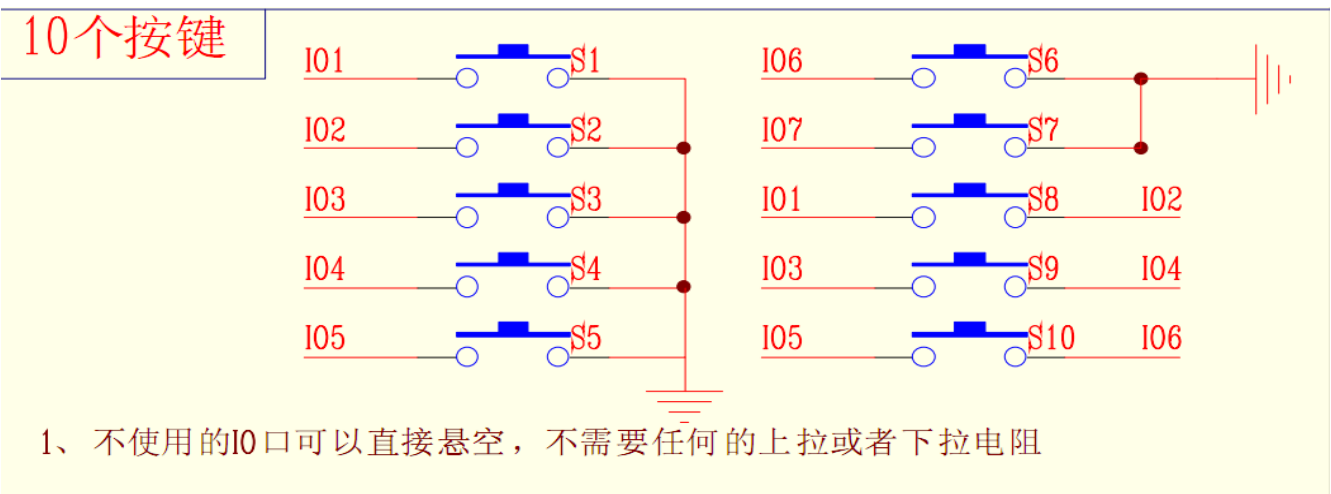 10个按键
IO1 S1 IO6 S6
IO2 S2 IO7 S7
IO3 S3 IO1 S8 IO2
IO4 S4 IO3 S9 IO4
IO5 S5 IO5 S10 IO6
1、不使用的IO口可以直接悬空，不需要任何的上拉或者下拉电阻